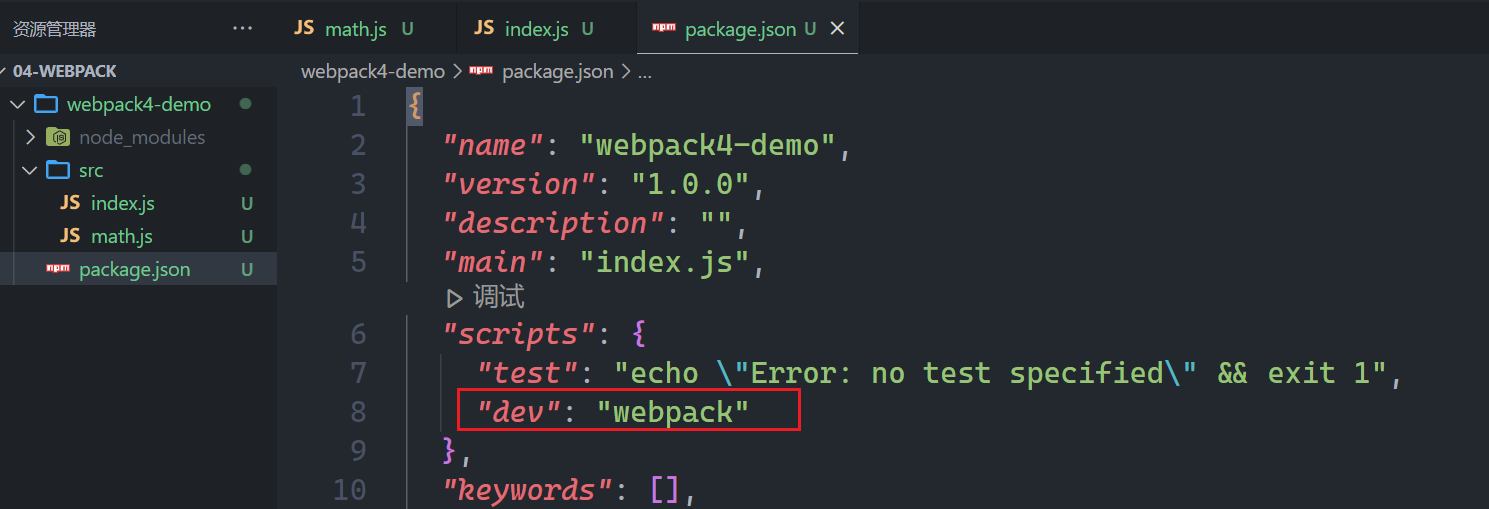 资源管理器 ···
JS math.js U
JS index.js U
npm package.json U
04-WEBPACK
webpack4-demo
node_modules
src
JS index.js U
JS math.js U
npm package.json U
webpack4-demo > npm package.json > ...
1 {
2 "name": "webpack4-demo",
3 "version": "1.0.0",
4 "description": "",
5 "main": "index.js",
调试
6 "scripts": {
7 "test": "echo \"Error: no test specified\" && exit 1",
8 "dev": "webpack"
9 },
10 "keywords": [],